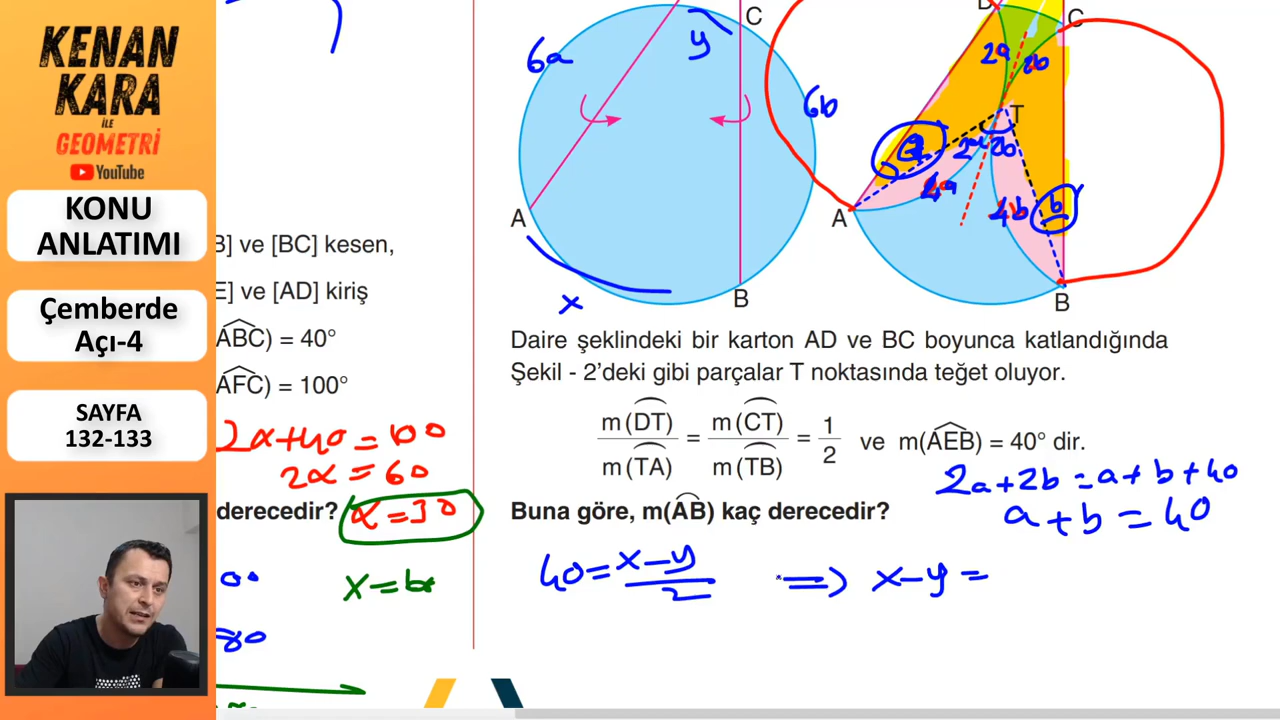 KENAN
KARA
İLE
GEOMETRİ
YouTube
KONU
ANLATIMI
Çemberde
Açı-4
SAYFA
132-133
B] ve [BC] kesen,
E] ve [AD] kiriş
ABC) = 40°
AFC) = 100°
2α+40=100
2α=60
derecedir? α=30
x=
6a
y
C
6b
A
x
B
D
C
2a
2b
T
2a
2b
a
4a
4b
b
A
B
Daire şeklindeki bir karton AD ve BC boyunca katlandığında
Şekil - 2’deki gibi parçalar T noktasında teğet oluyor.
m(DT)/m(TA) = m(CT)/m(TB) = 1/2 ve m(AEB) = 40° dir.
2a+2b=a+b+40
a+b=40
Buna göre, m(AB) kaç derecedir?
40=x-y/2 ⇒ x-y=